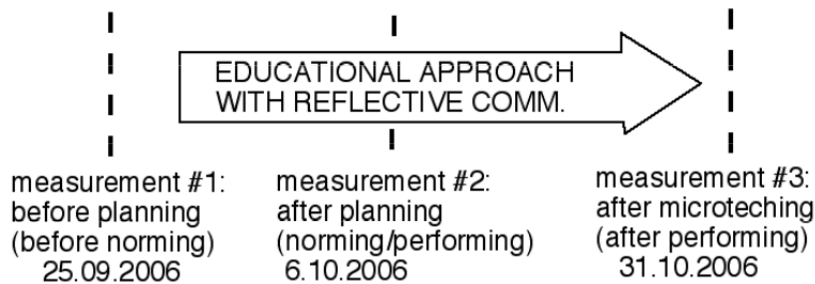 EDUCATIONAL APPROACH
WITH REFLECTIVE COMM.
measurement #1:
before planning
(before norming)
25.09.2006
measurement #2:
after planning
(norming/performing)
6.10.2006
measurement #3:
after microteching
(after performing)
31.10.2006